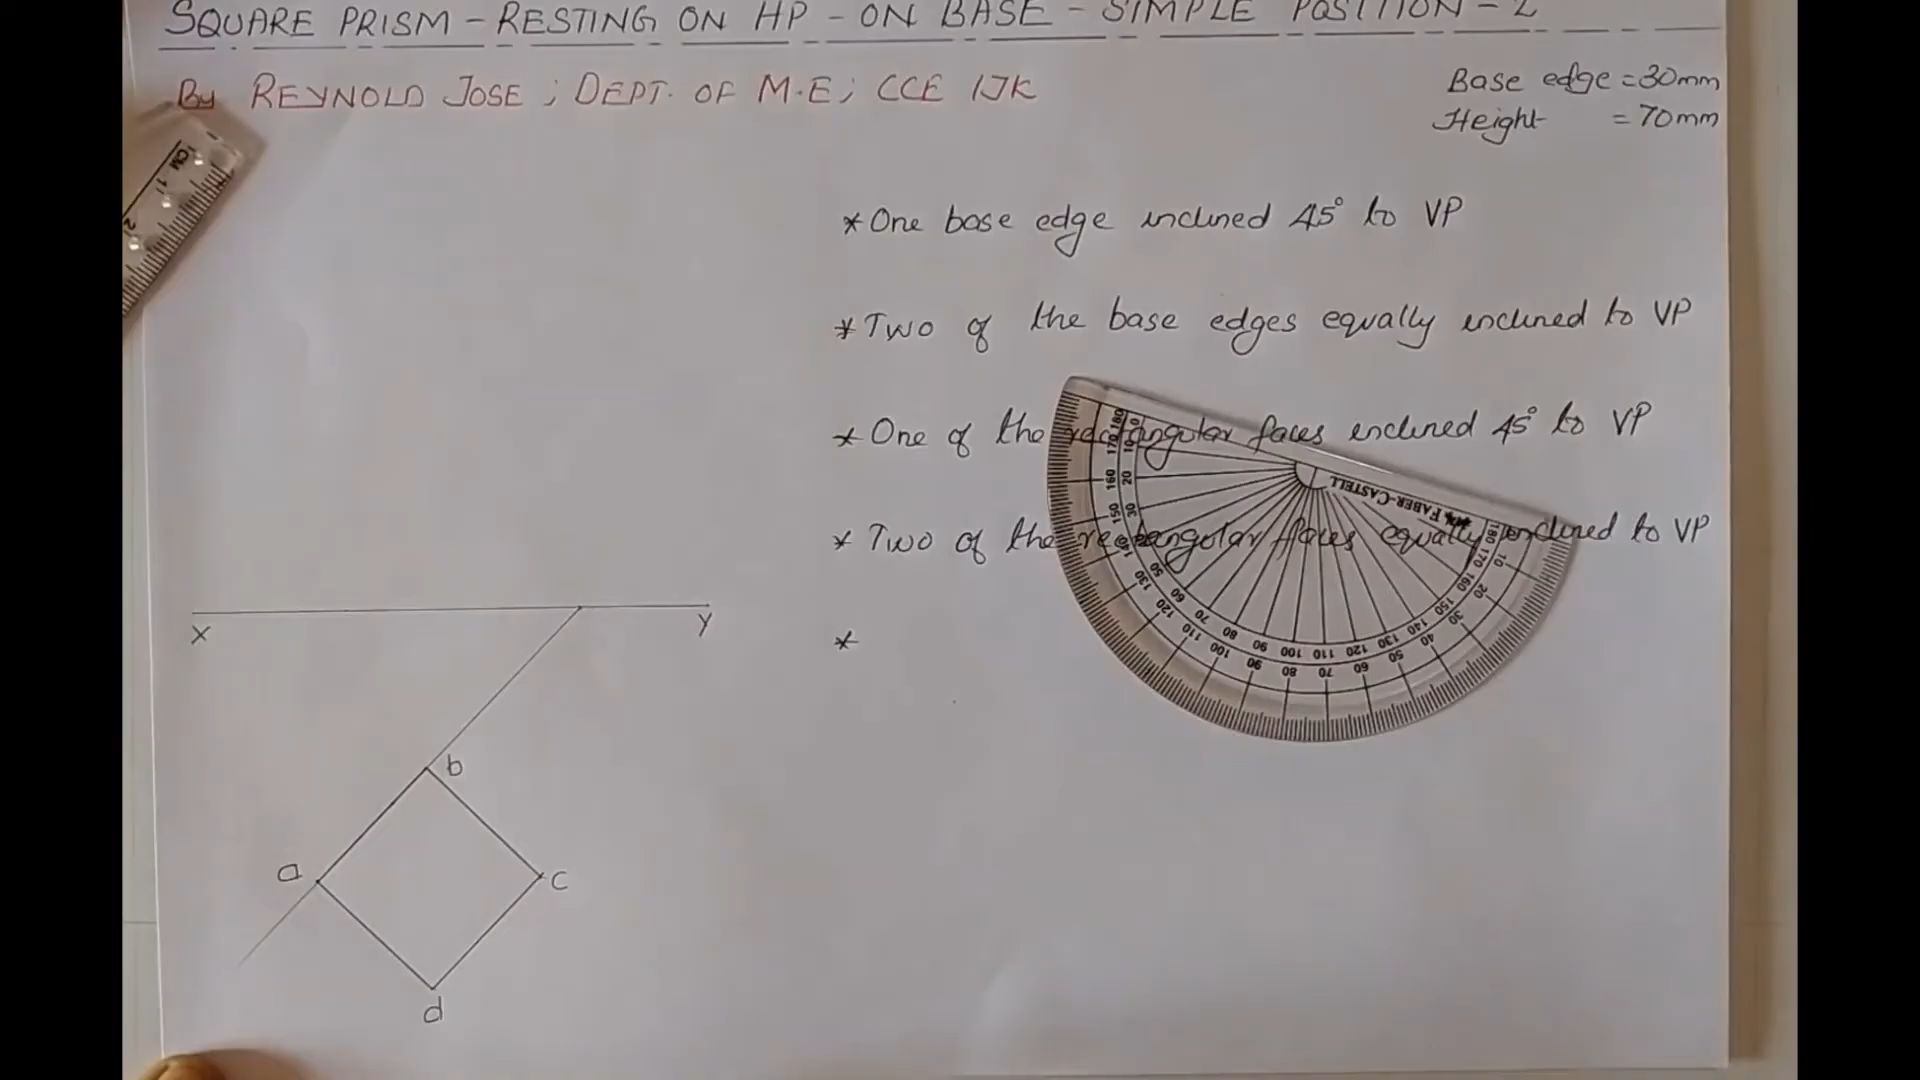 SQUARE PRISM - RESTING ON HP - ON BASE - SIMPLE POSITION - 2
By REYNOLD JOSE ; DEPT. OF M.E ; CCE IJK
Base edge = 30mm
Height = 70mm
* One base edge inclined 45° to VP
* Two of the base edges equally inclined to VP
* One of the rectangular faces inclined 45° to VP
* Two of the rectangular faces equally inclined to VP
*
X Y
b
a
c
d
CM 1 2
FABER-CASTELL